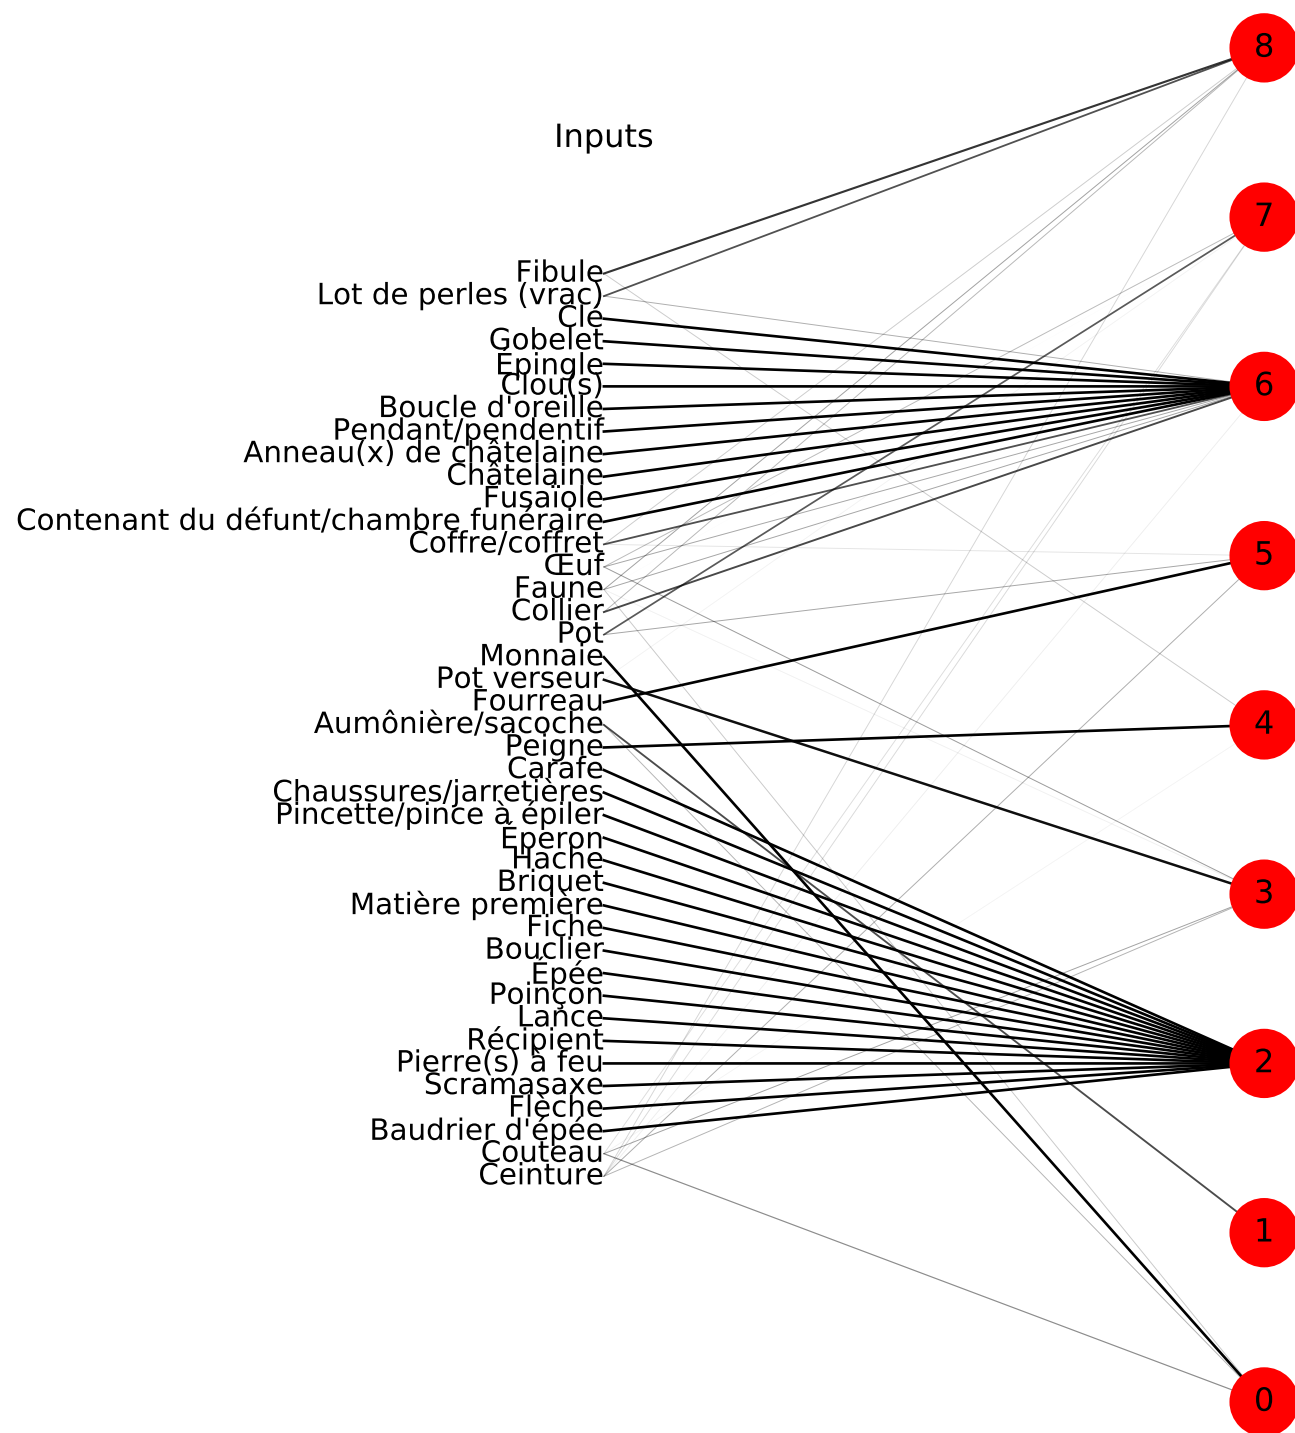 8
Inputs
7
Fibule
Lot de perles (vrac)
Clé
Gobelet
Épingle
Clou(s)
6
Boucle d'oreille
Pendant/pendentif
Anneau(x) de châtelaine
Châtelaine
Fusaïole
Contenant du défunt/chambre funéraire
Coffre/coffret
5
Œuf
Faune
Collier
Pot
Monnaie
Pot verseur
Fourreau
Aumônière/sacoche
4
Peigne
Carafe
Chaussures/jarretières
Pincette/pince à épiler
Éperon
Hache
Briquet
3
Matière première
Fiche
Bouclier
Épée
Poinçon
Lance
Récipient
Pierre(s) à feu
2
Scramasaxe
Flèche
Baudrier d'épée
Couteau
Ceinture
1
0